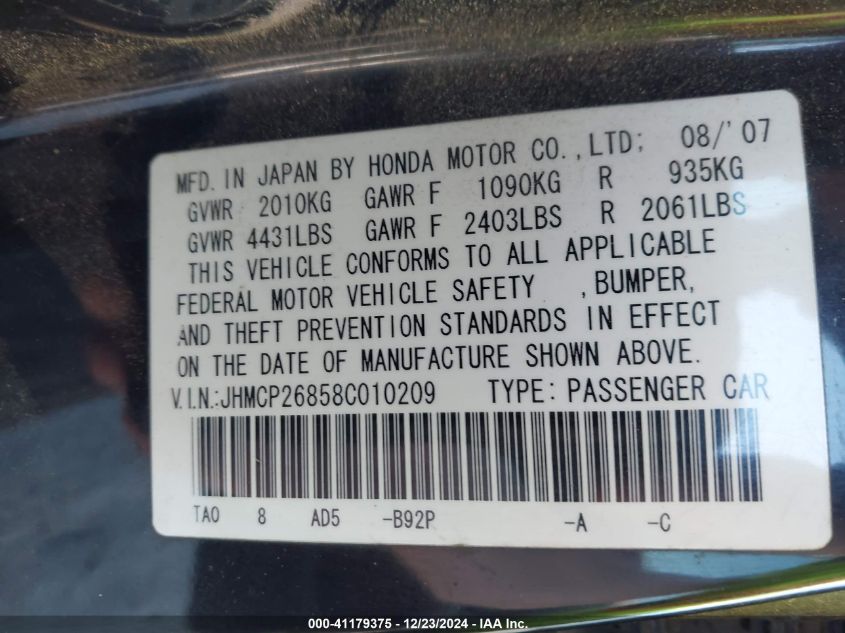 MFD. IN JAPAN BY HONDA MOTOR CO.,LTD; 08/'07
GVWR 2010KG GAWR F 1090KG R 935KG
GVWR 4431LBS GAWR F 2403LBS R 2061LBS
THIS VEHICLE CONFORMS TO ALL APPLICABLE
FEDERAL MOTOR VEHICLE SAFETY ,BUMPER,
AND THEFT PREVENTION STANDARDS IN EFFECT
ON THE DATE OF MANUFACTURE SHOWN ABOVE.
V.I.N.:JHMCP26858C010209 TYPE: PASSENGER CAR
TA0 8 AD5 -B92P -A -C
000-41179375 - 12/23/2024 - IAA Inc.